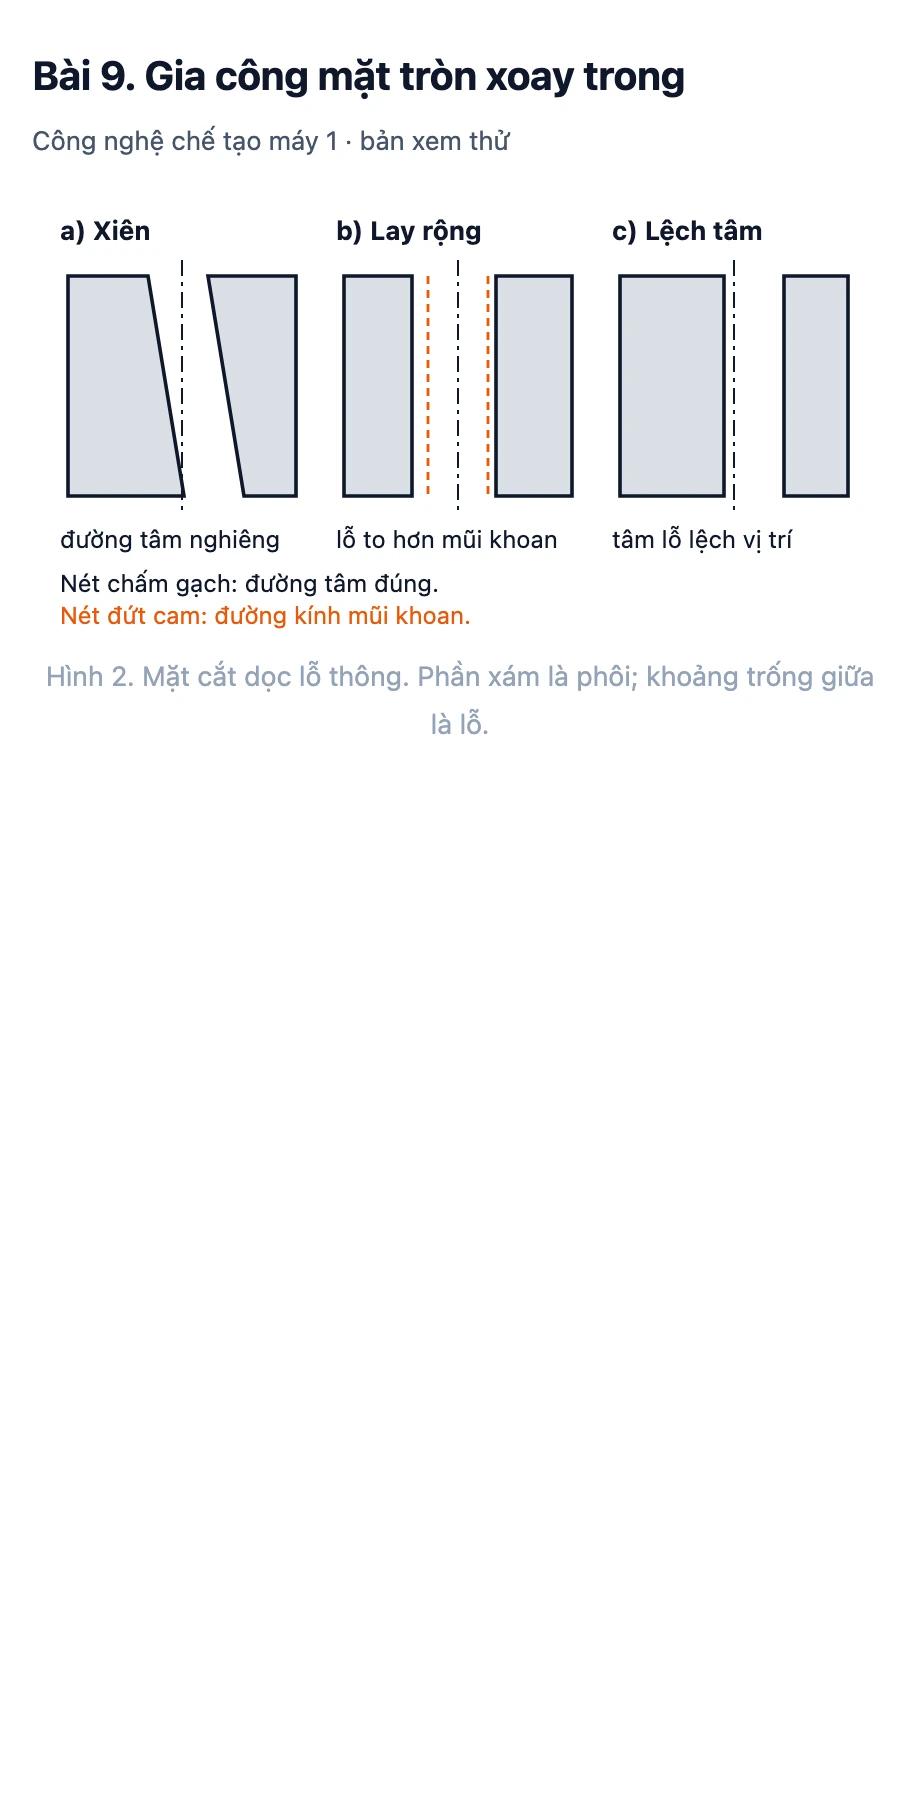 Bài 9. Gia công mặt tròn xoay trong
Công nghệ chế tạo máy 1 · bản xem thử
a) Xiên
b) Lay rộng
c) Lệch tâm
đường tâm nghiêng
lỗ to hơn mũi khoan
tâm lỗ lệch vị trí
Nét chấm gạch: đường tâm đúng.
Nét đứt cam: đường kính mũi khoan.
Hình 2. Mặt cắt dọc lỗ thông. Phần xám là phôi; khoảng trống giữa
là lỗ.